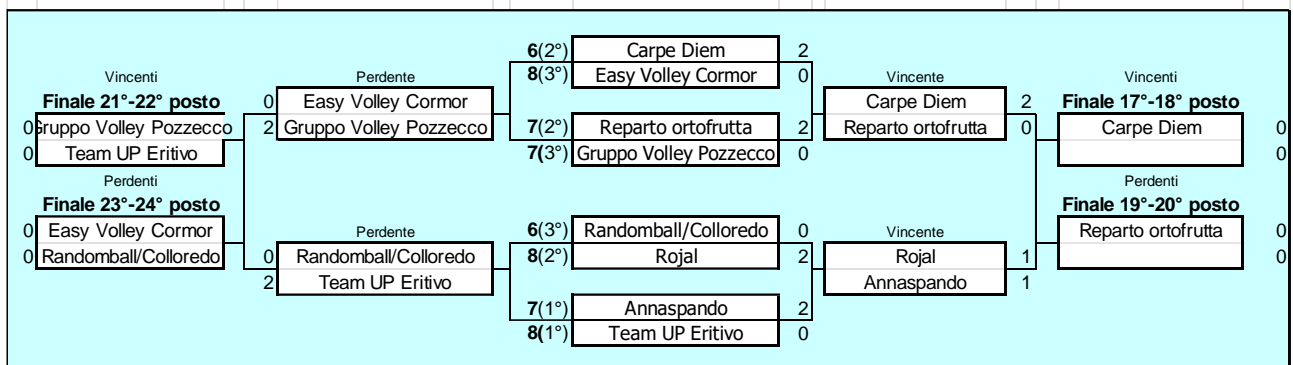 6(2°) Carpe Diem 2
8(3°) Easy Volley Cormor 0
Vincenti
Finale 21°-22° posto
0 Gruppo Volley Pozzecco
0 Team UP Eritivo
Perdenti
Finale 23°-24° posto
0 Easy Volley Cormor
0 Randomball/Colloredo
Perdente
0 Easy Volley Cormor
2 Gruppo Volley Pozzecco
Perdente
0 Randomball/Colloredo
2 Team UP Eritivo
7(2°) Reparto ortofrutta 2
7(3°) Gruppo Volley Pozzecco 0
6(3°) Randomball/Colloredo 0
8(2°) Rojal 2
7(1°) Annaspando 2
8(1°) Team UP Eritivo 0
Vincente
Carpe Diem 2
Reparto ortofrutta 0
Vincente
Rojal 1
Annaspando 1
Vincenti
Finale 17°-18° posto
Carpe Diem 0
0
Perdenti
Finale 19°-20° posto
Reparto ortofrutta 0
0